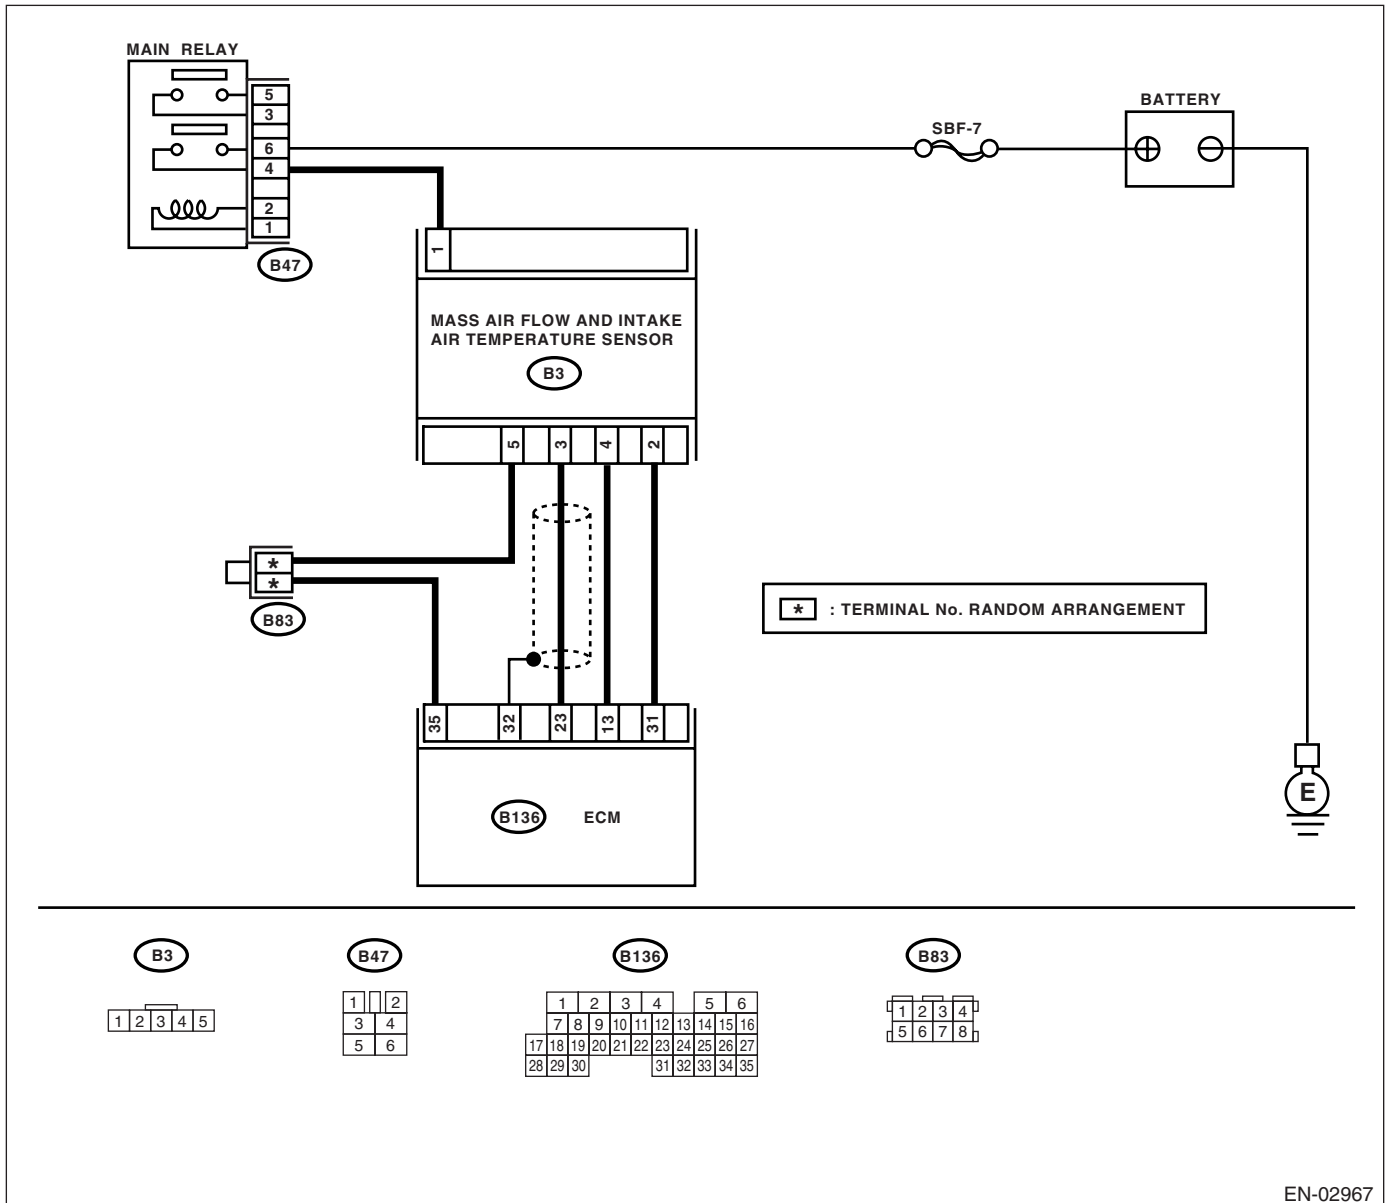 MAIN RELAY
5
3
6
4
2
1
B47
SBF-7
BATTERY
1
MASS AIR FLOW AND INTAKE
AIR TEMPERATURE SENSOR
B3
5 3 4 2
*
*
B83
* : TERMINAL No. RANDOM ARRANGEMENT
35 32 23 13 31
B136 ECM
E
B3 B47 B136 B83
1 2 3 4 5
1 2
3 4
5 6
1 2 3 4 5 6
7 8 9 10 11 12 13 14 15 16
17 18 19 20 21 22 23 24 25 26 27
28 29 30 31 32 33 34 35
1 2 3 4
5 6 7 8
EN-02967